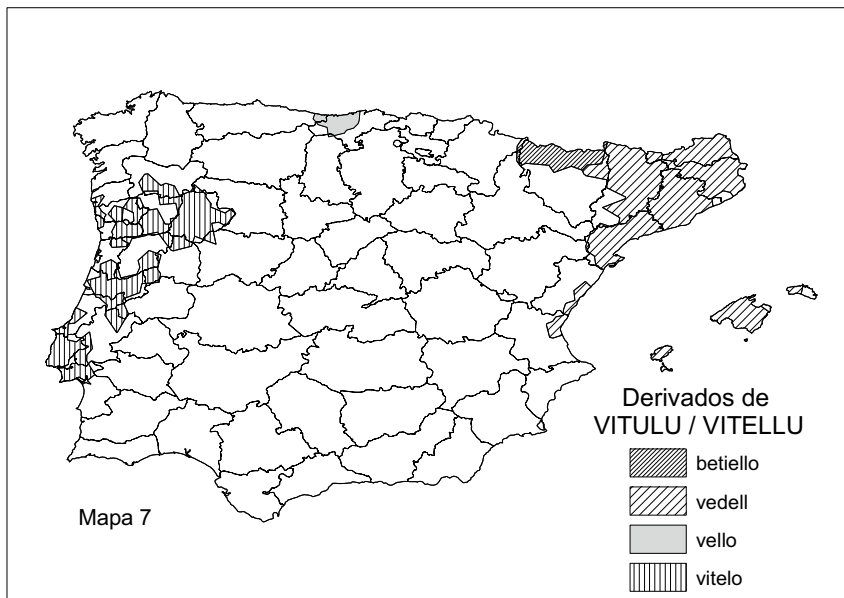 Derivados de
VITULU / VITELLU
betiello
vedell
vello
vitelo
Mapa 7